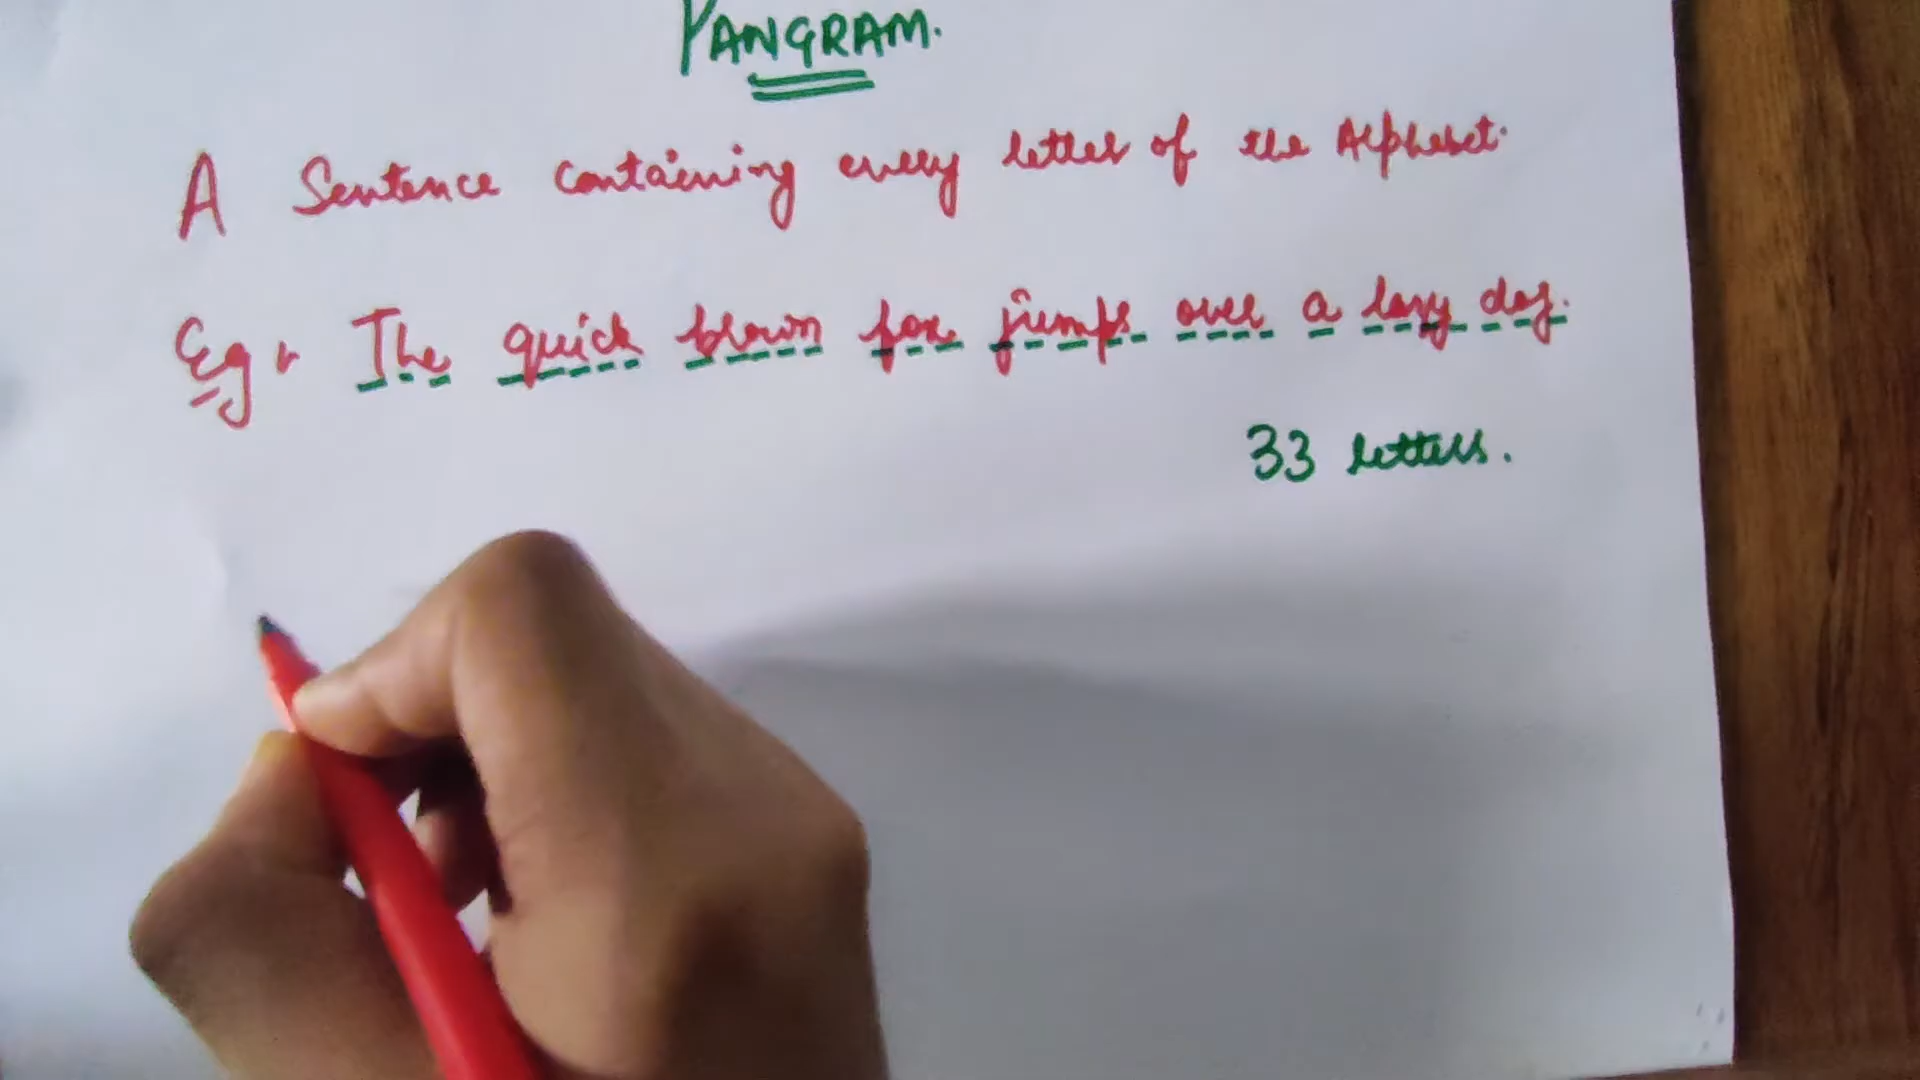 PANGRAM.
A Sentence containing every letter of the Alphabet.
Eg: The quick brown fox jumps over a lazy dog.
33 letters.